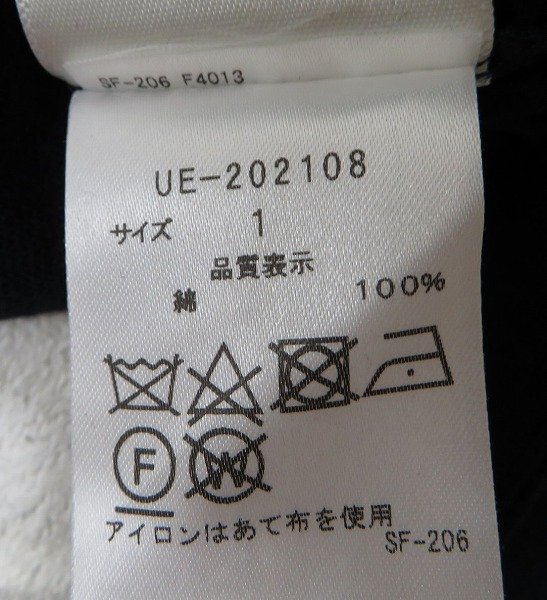 SF-206 F4013
UE-202108
サイズ 1
品質表示
綿 100%
F W
アイロンはあて布を使用
SF-206